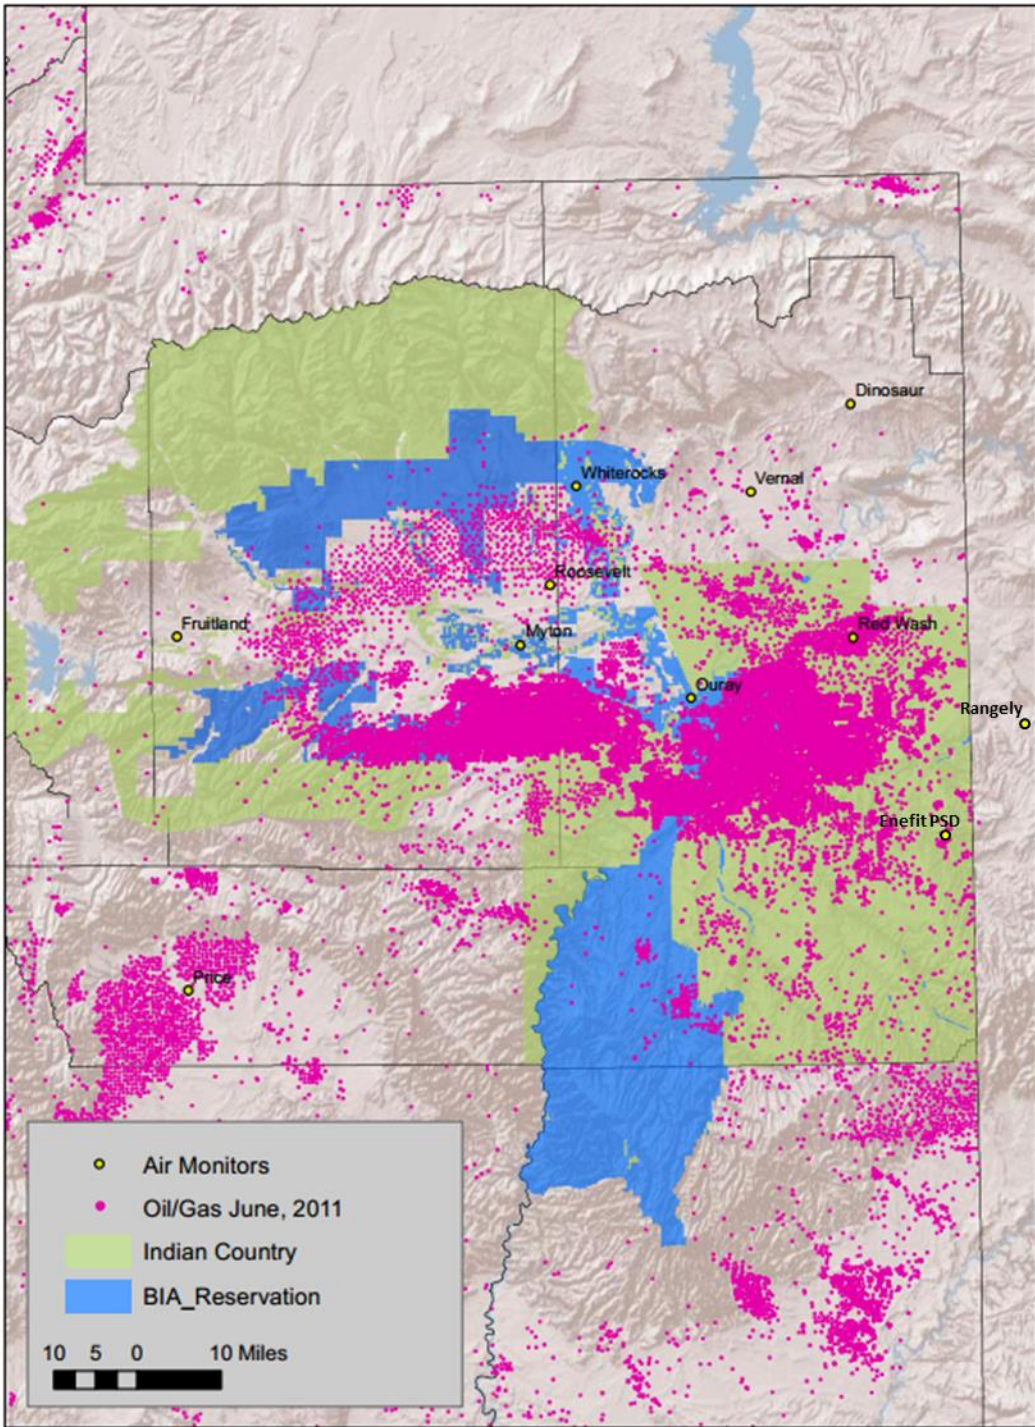 Dinosaur
Whiterocks
Vernal
Roosevelt
Fruitland
Myton
Red Wash
Ouray
Rangely
Enefit PSD
Price
Air Monitors
Oil/Gas June, 2011
Indian Country
BIA_Reservation
10 5 0 10 Miles